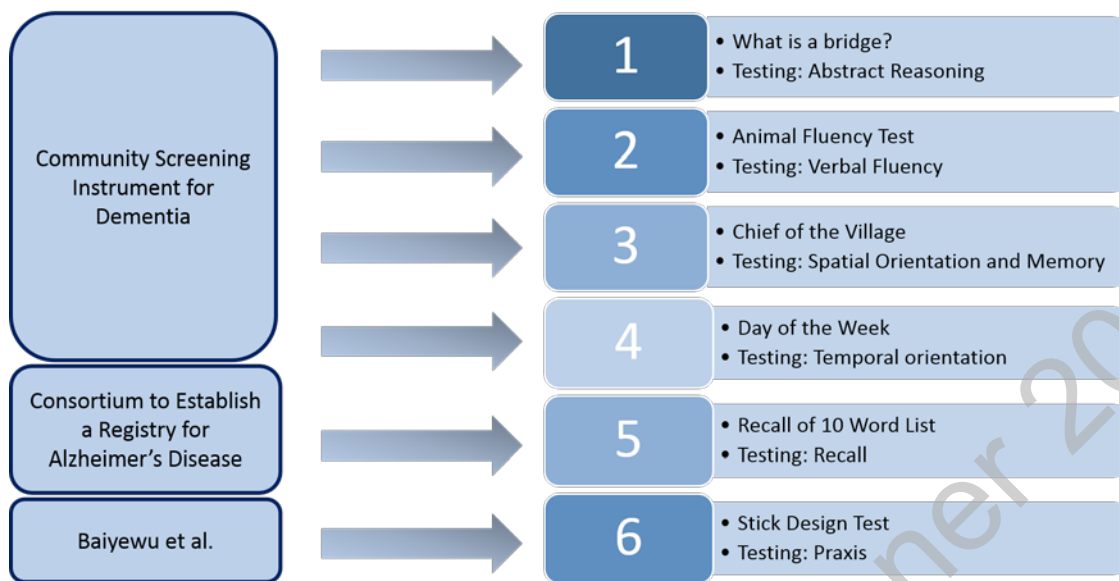 Community Screening
Instrument for
Dementia
Consortium to Establish
a Registry for
Alzheimer's Disease
Baiyewu et al.
1
• What is a bridge?
• Testing: Abstract Reasoning
2
• Animal Fluency Test
• Testing: Verbal Fluency
3
• Chief of the Village
• Testing: Spatial Orientation and Memory
4
• Day of the Week
• Testing: Temporal orientation
5
• Recall of 10 Word List
• Testing: Recall
6
• Stick Design Test
• Testing: Praxis